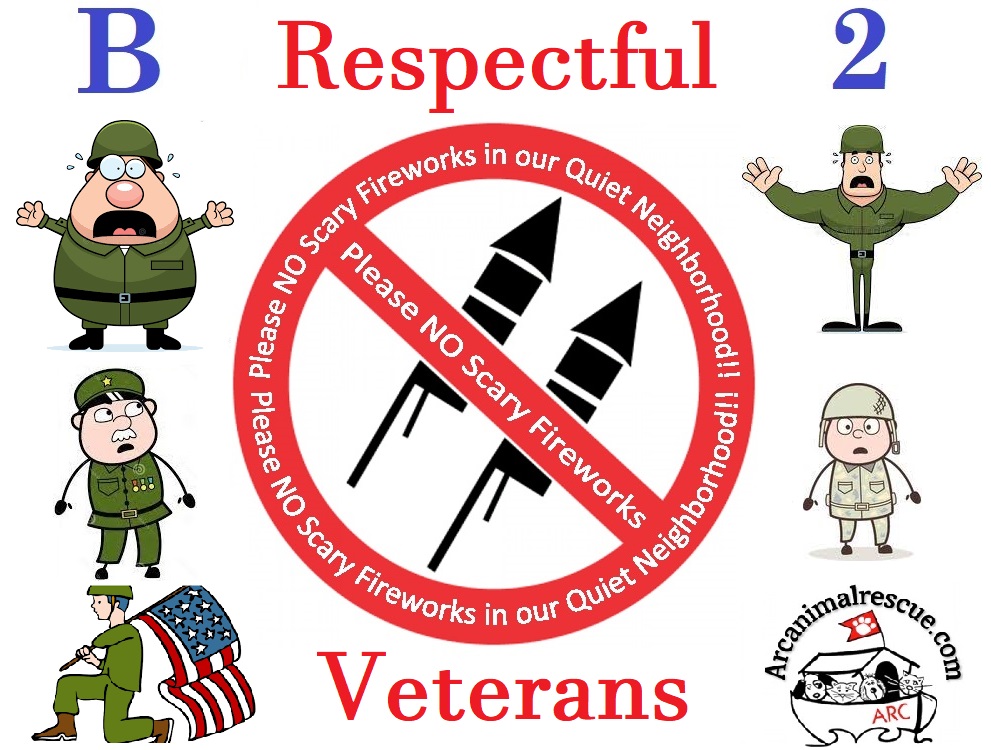 B Respectful 2
Please NO Scary Fireworks in our Quiet Neighborhood!!
Please NO Scary Fireworks
Please NO Scary Fireworks in our Quiet Neighborhood!!
Veterans
Arcanimalrescue.com
ARC